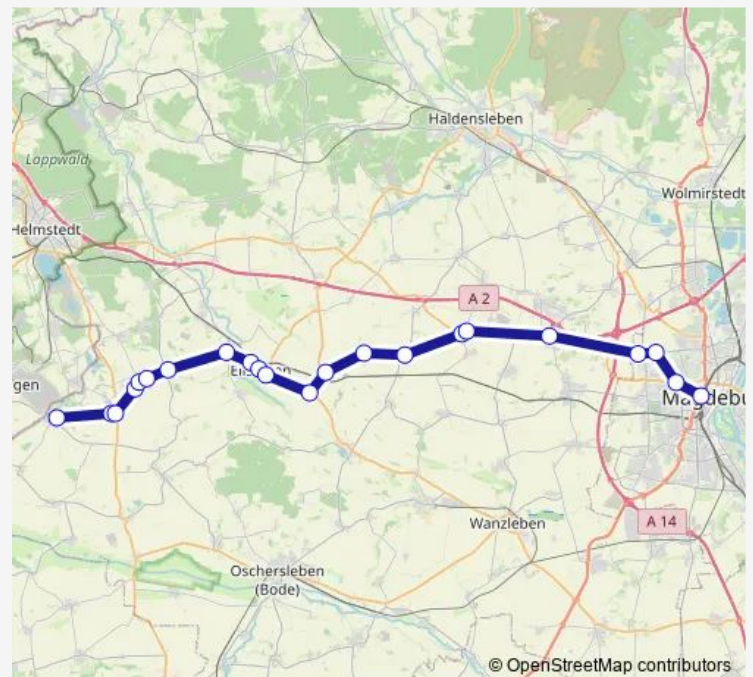 Haldensleben
Lappwald
Wolmirstedt
Helmstedt
A 2
gen
Magdebu
Wanzleben
A 14
Oschersleben
(Bode)
© OpenStreetMap contributors